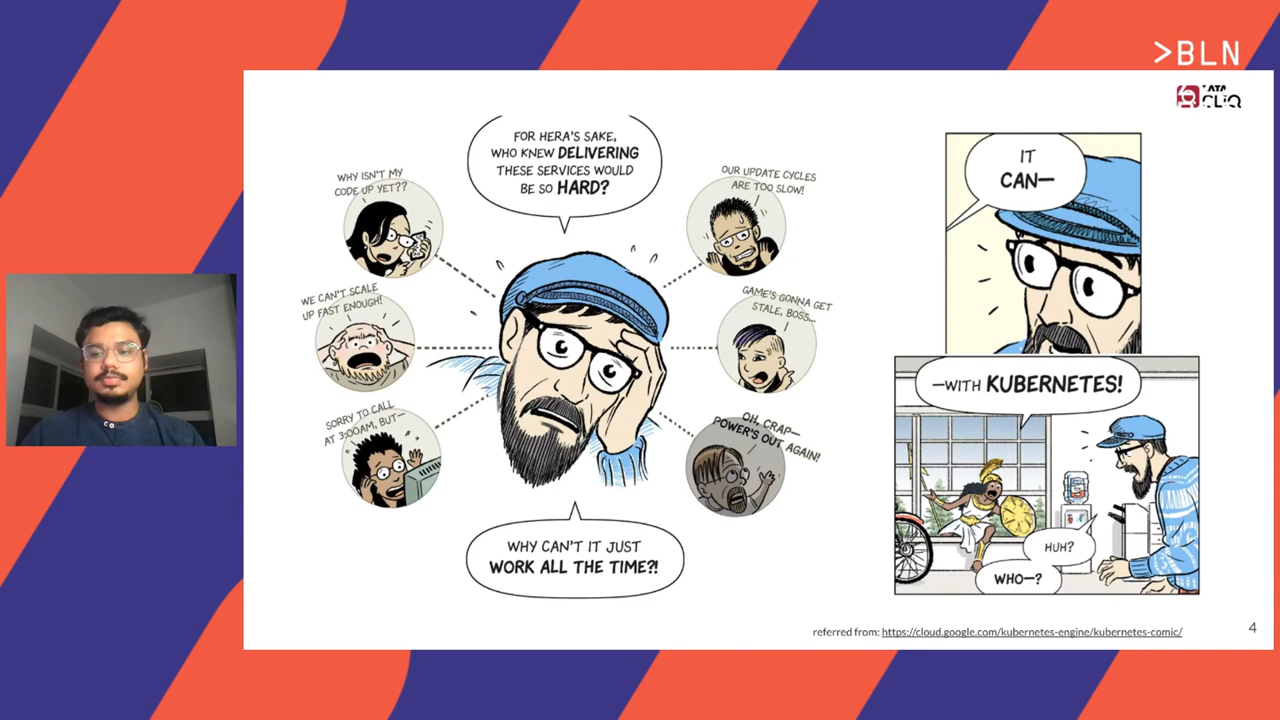 >BLN
TATA
CLiQ
FOR HERA'S SAKE,
WHO KNEW DELIVERING
THESE SERVICES WOULD
BE SO HARD?
WHY ISN'T MY
CODE UP YET??
OUR UPDATE CYCLES
ARE TOO SLOW!
WE CAN'T SCALE
UP FAST ENOUGH!
GAME'S GONNA GET
STALE, BOSS...
SORRY TO CALL
AT 3:00AM, BUT—
OH, CRAP—
POWER'S OUT AGAIN!
WHY CAN'T IT JUST
WORK ALL THE TIME?!
IT
CAN—
—WITH KUBERNETES!
HUH?
WHO—?
referred from: https://cloud.google.com/kubernetes-engine/kubernetes-comic/
4